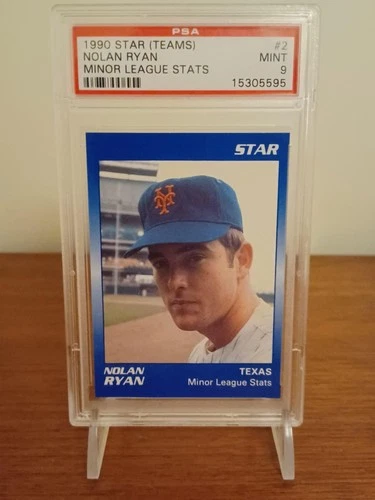 PSA
1990 STAR (TEAMS) #2
NOLAN RYAN MINT
MINOR LEAGUE STATS 9
15305595
STAR
NY
NOLAN TEXAS
RYAN Minor League Stats